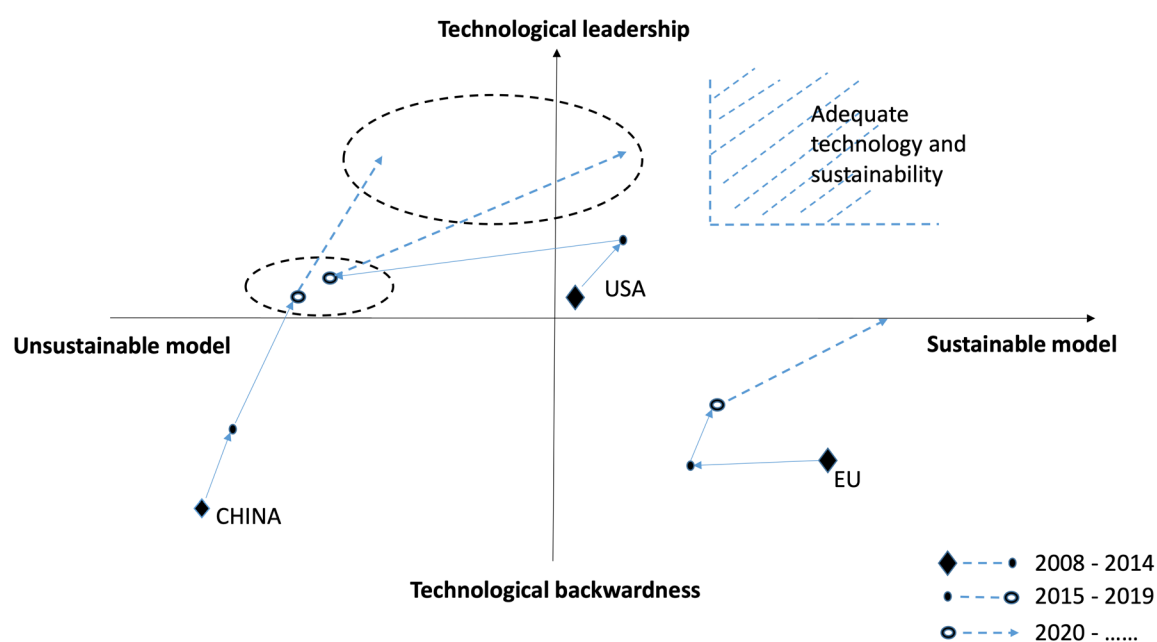 Technological leadership
Adequate
technology and
sustainability
USA
Unsustainable model
Sustainable model
EU
CHINA
2008 - 2014
Technological backwardness
2015 - 2019
2020 - ......